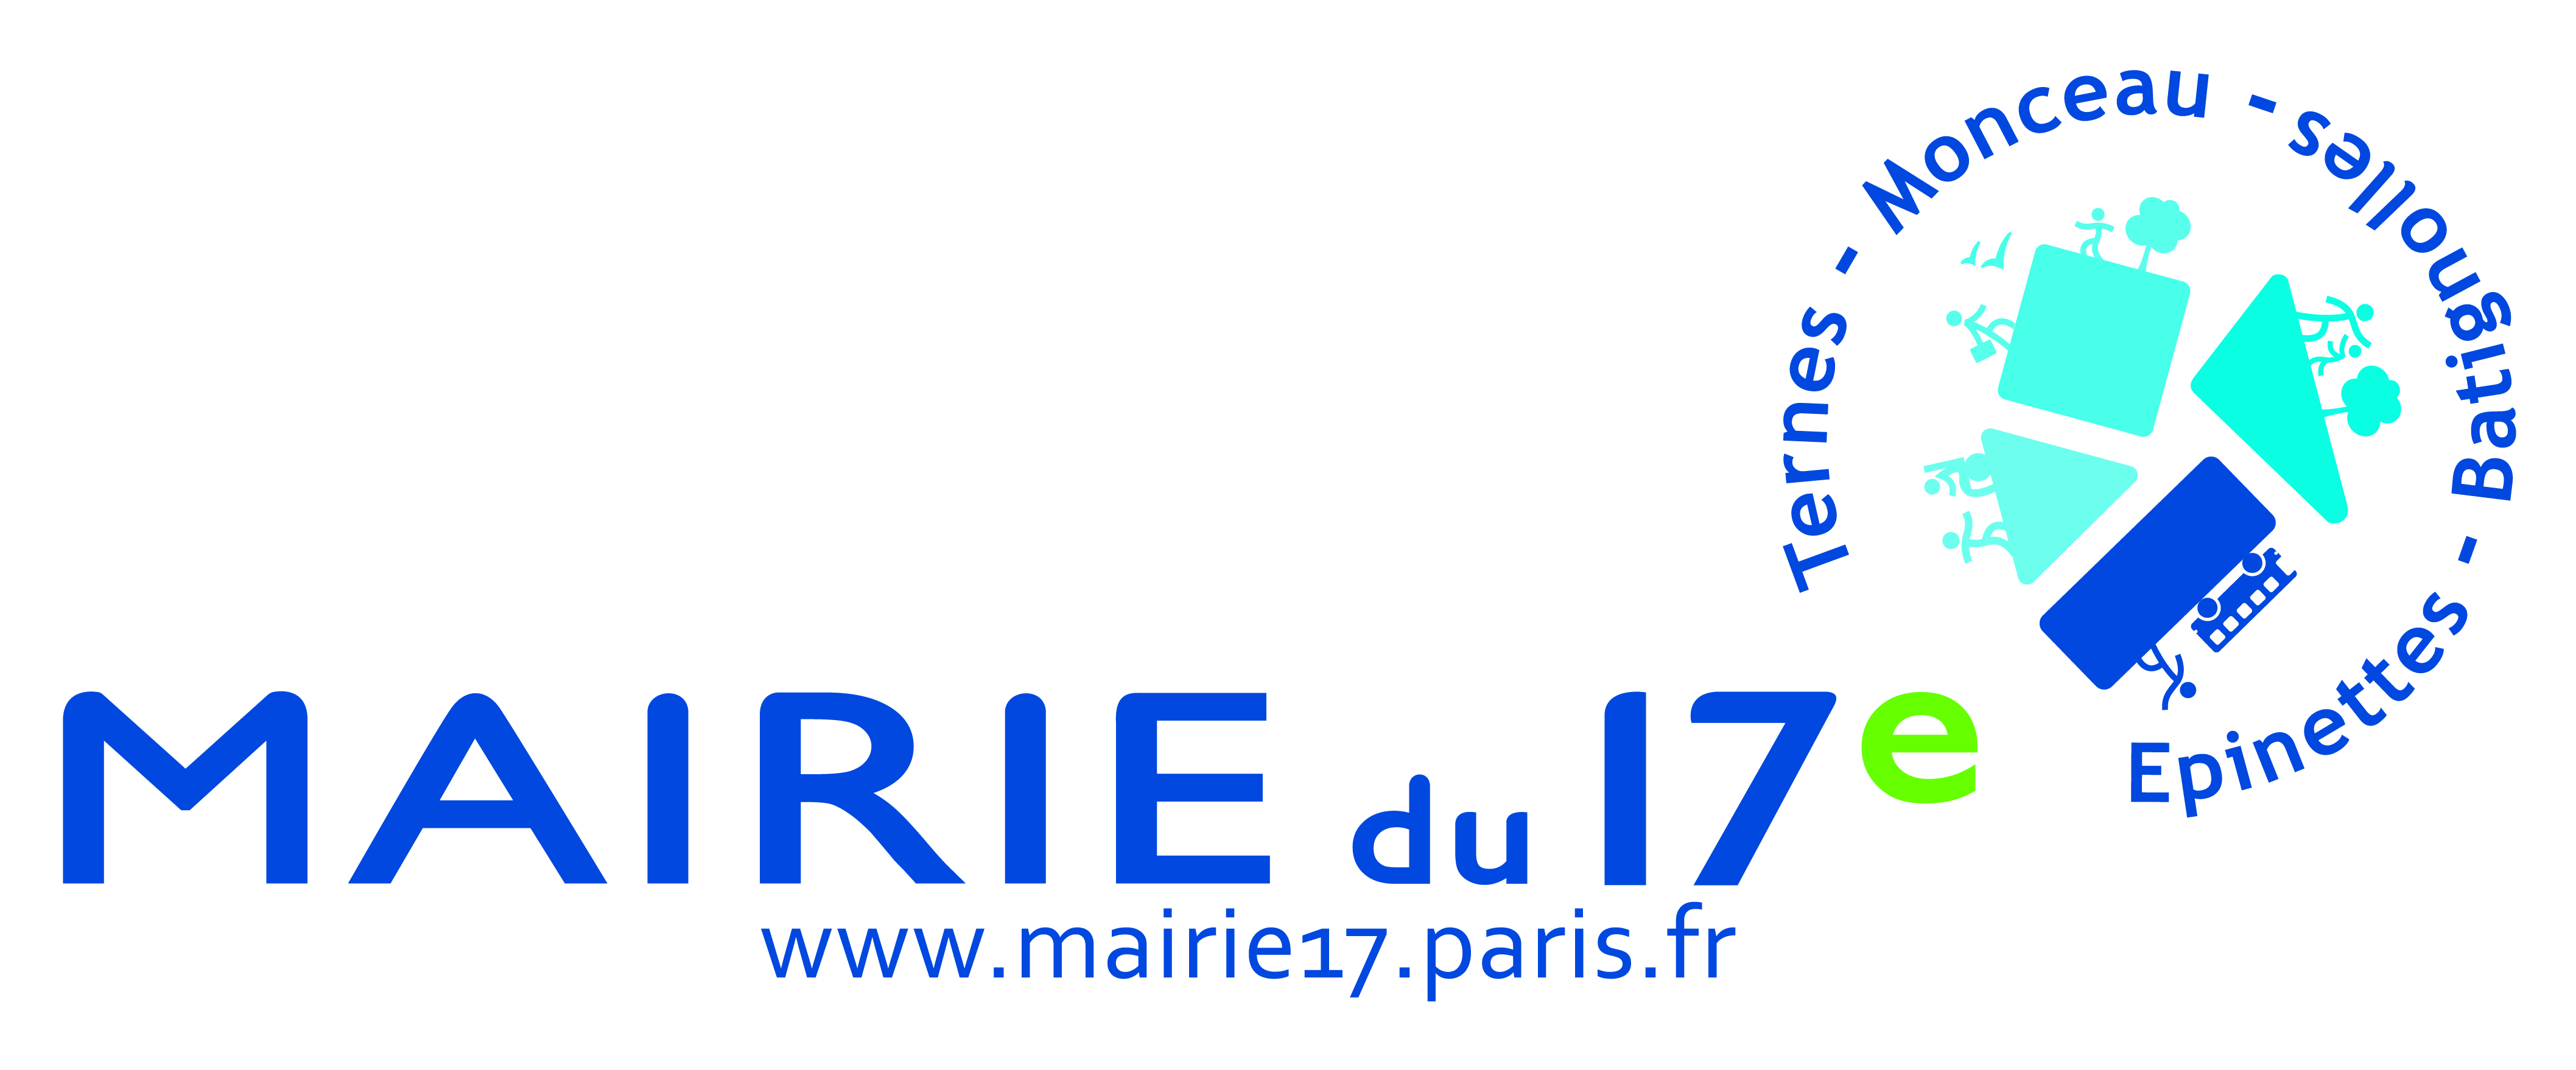 Ternes - Monceau - Batignolles - Epinettes
MAIRIE du 17e
www.mairie17.paris.fr